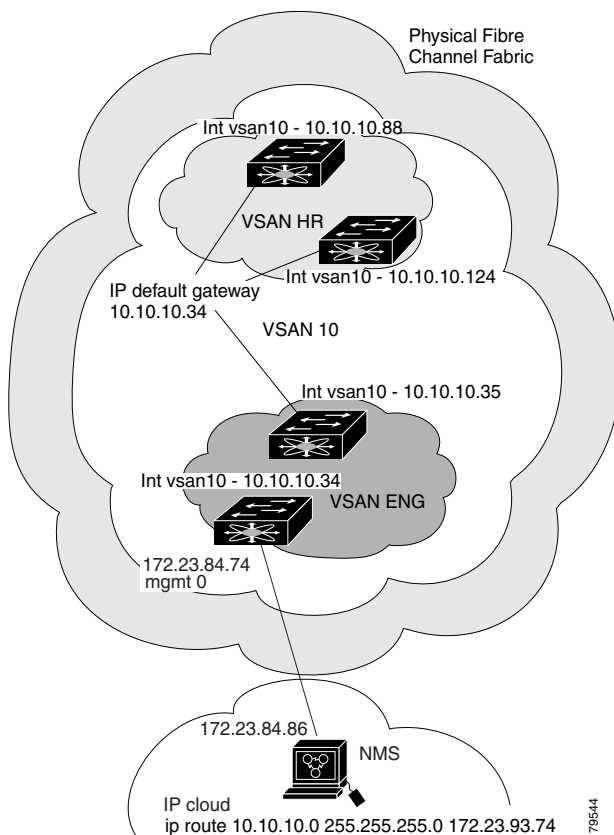 Physical Fibre
Channel Fabric
Int vsan10 - 10.10.10.88
VSAN HR
Int vsan10 - 10.10.10.124
IP default gateway
10.10.10.34
VSAN 10
Int vsan10 - 10.10.10.35
Int vsan10 - 10.10.10.34
VSAN ENG
172.23.84.74
mgmt 0
172.23.84.86
NMS
IP cloud
ip route 10.10.10.0 255.255.255.0 172.23.93.74
79544